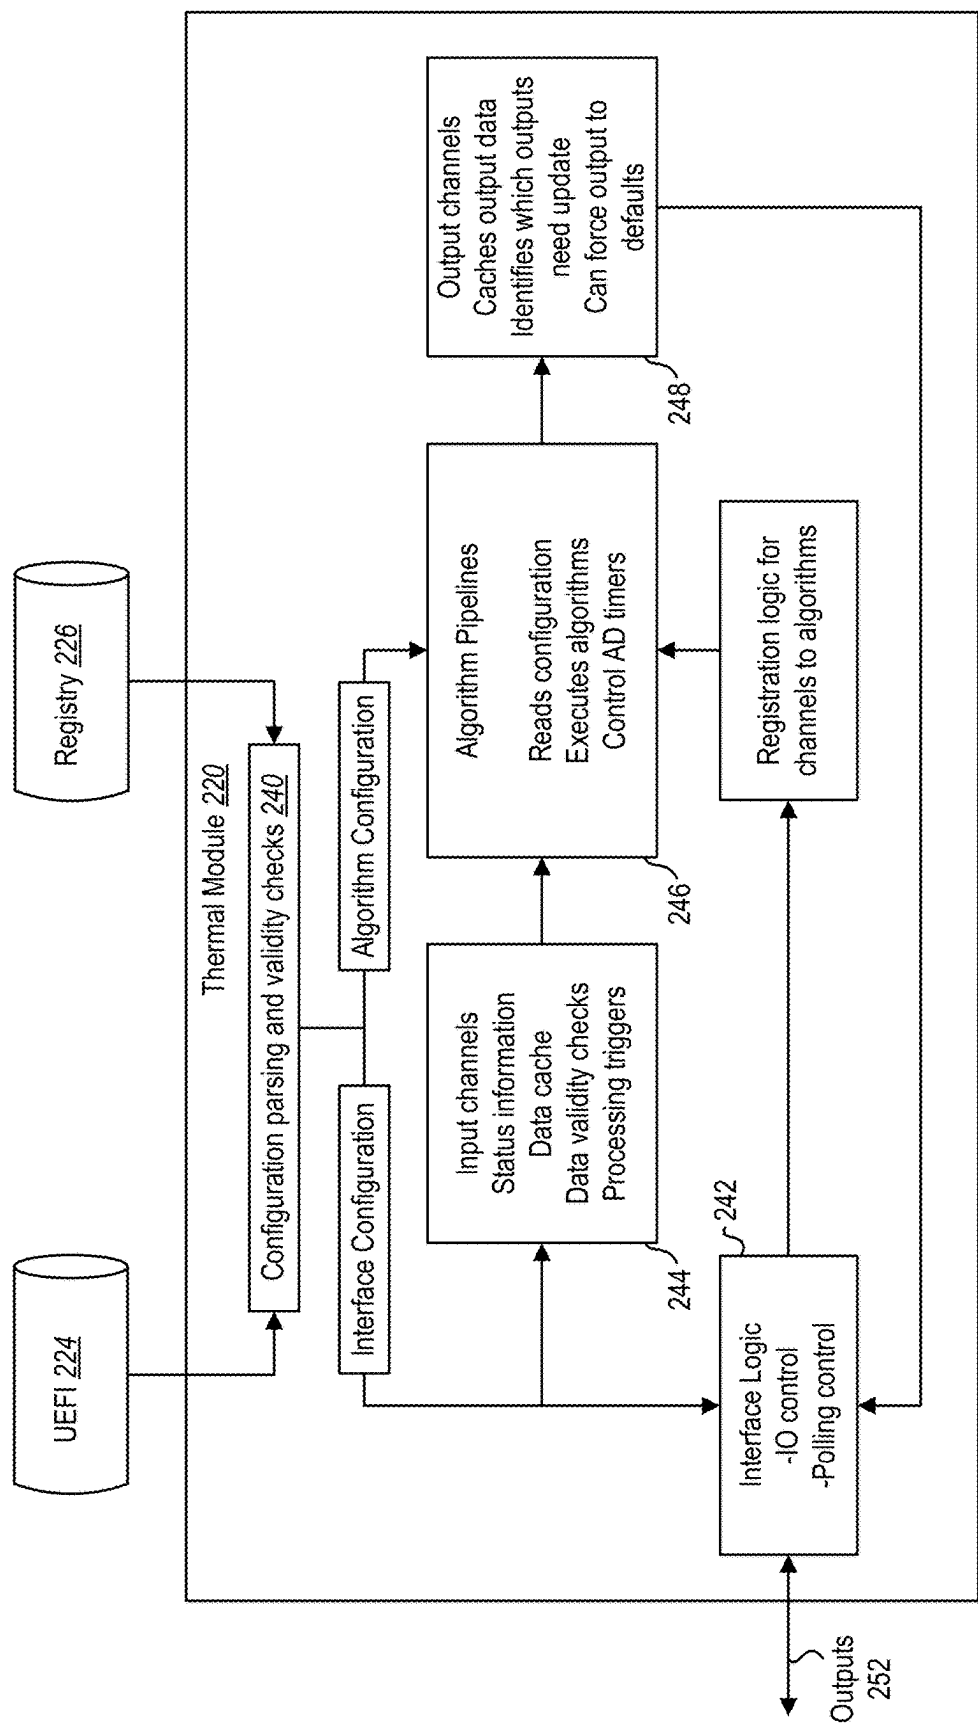 UEFI 224
Registry 226
Thermal Module 220
Configuration parsing and validity checks 240
Interface Configuration
Algorithm Configuration
Input channels
Status information
Data cache
Data validity checks
Processing triggers
244
Algorithm Pipelines
Reads configuration
Executes algorithms
Control AD timers
246
Output channels
Caches output data
Identifies which outputs
need update
Can force output to
defaults
248
Interface Logic
-IO control
-Polling control
242
Registration logic for
channels to algorithms
Outputs
252